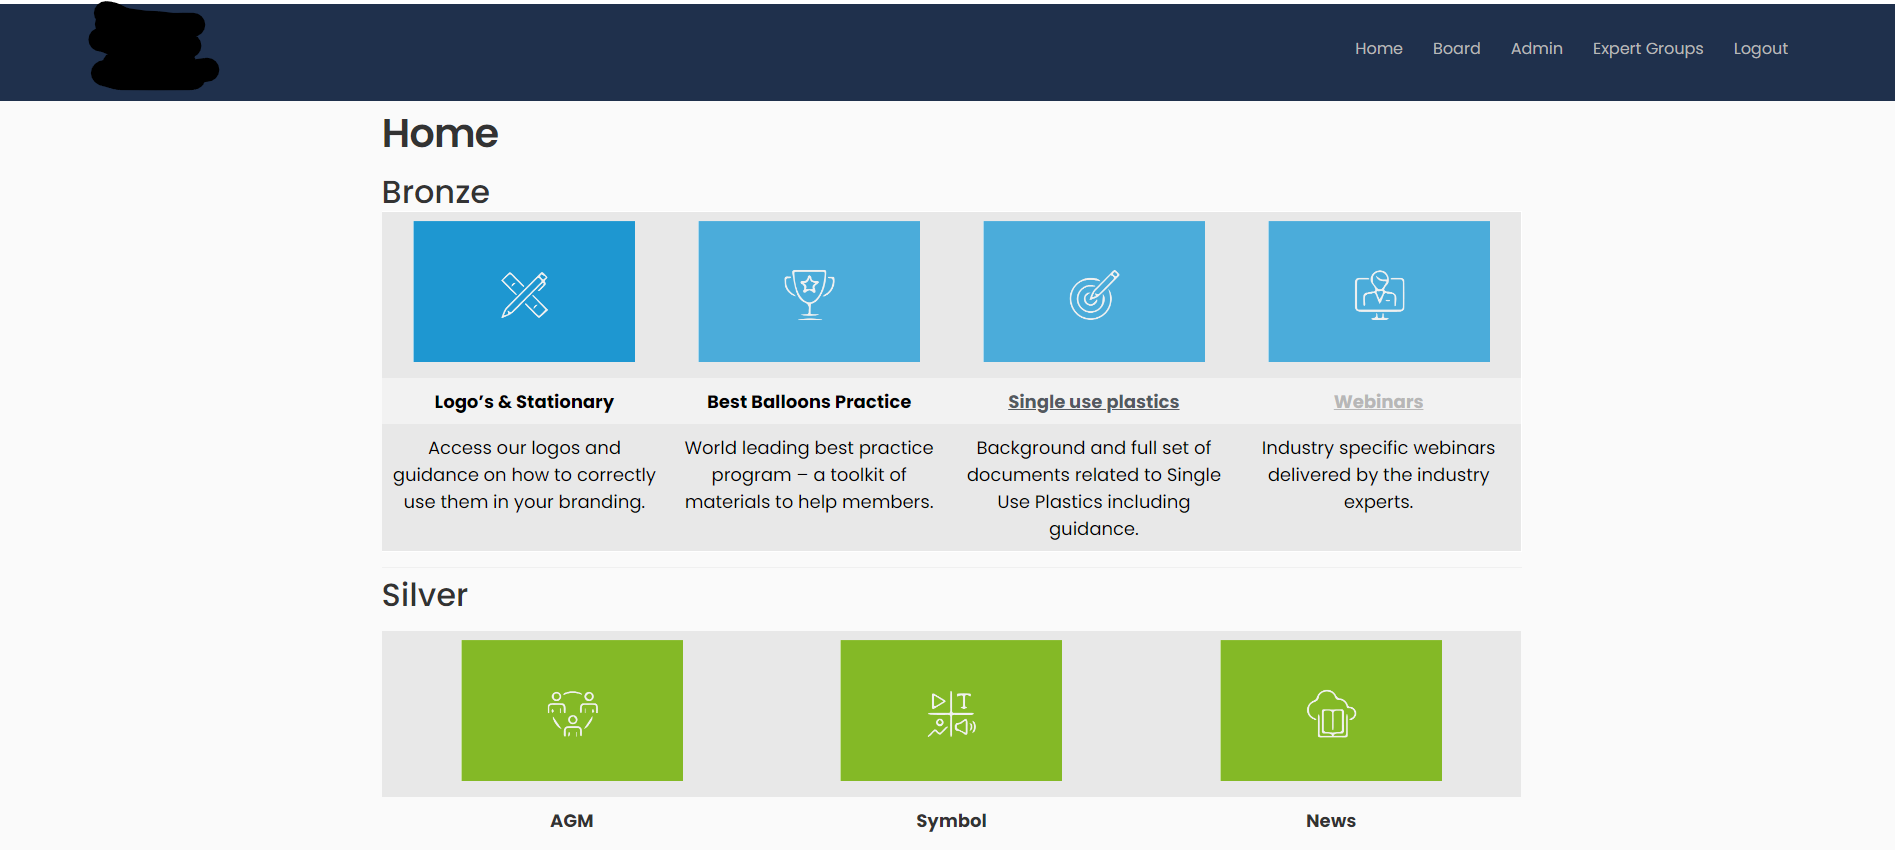 Home Board Admin Expert Groups Logout
Home
Bronze
Logo’s & Stationary
Best Balloons Practice
Single use plastics
Webinars
Access our logos and
guidance on how to correctly
use them in your branding.
World leading best practice
program – a toolkit of
materials to help members.
Background and full set of
documents related to Single
Use Plastics including
guidance.
Industry specific webinars
delivered by the industry
experts.
Silver
T
AGM
Symbol
News